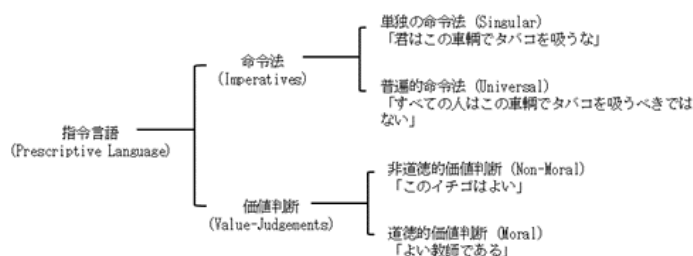 単独の命令法 (Singular)
「君はこの車輌でタバコを吸うな」
命令法
(Imperatives)
普遍的命令法 (Universal)
「すべての人はこの車輌でタバコを吸うべきでは
ない」
指令言語
(Prescriptive Language)
非道徳的価値判断 (Non-Moral)
「このイチゴはよい」
価値判断
(Value-Judgements)
道徳的価値判断 (Moral)
「よい教師である」